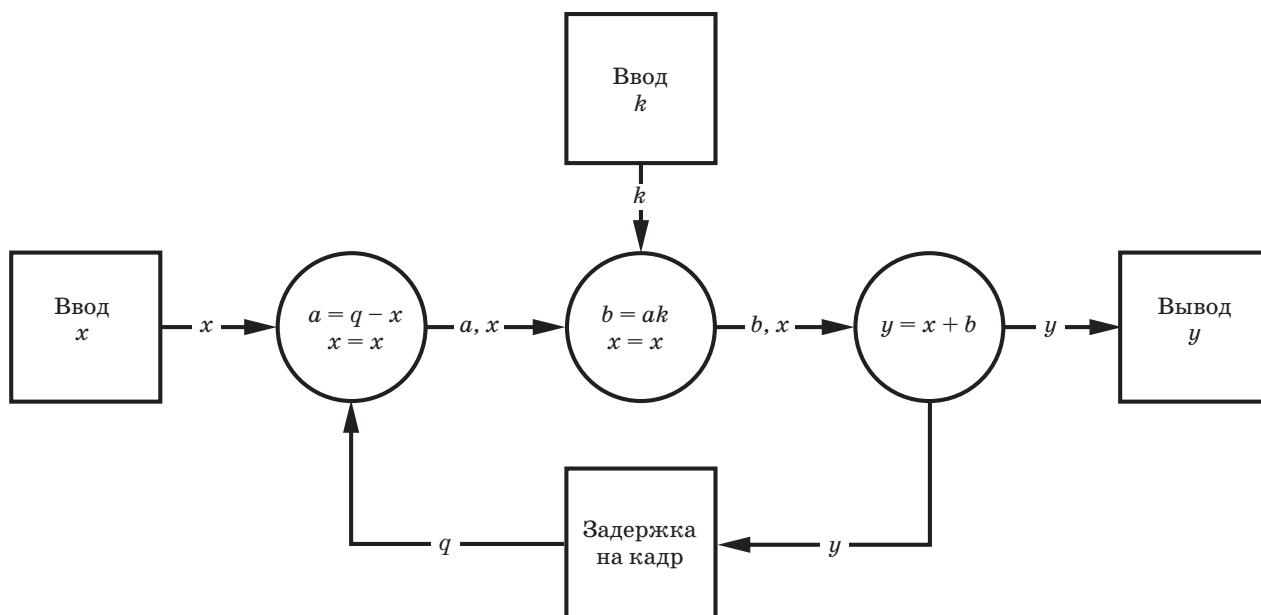 Ввод
k
k
Ввод
x
x
a = q – x
x = x
a, x
b = ak
x = x
b, x
y = x + b
y
Вывод
y
q
Задержка
на кадр
y